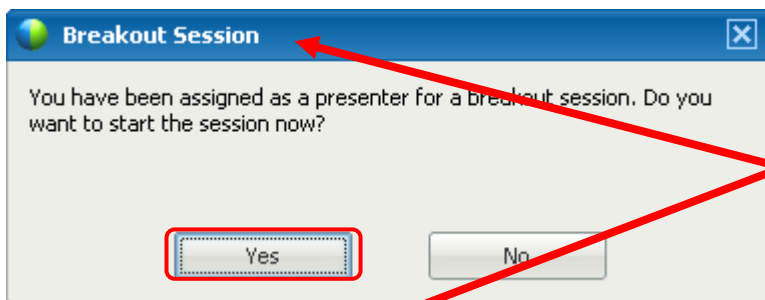 Breakout Session
You have been assigned as a presenter for a breakout session. Do you
want to start the session now?
Yes
No